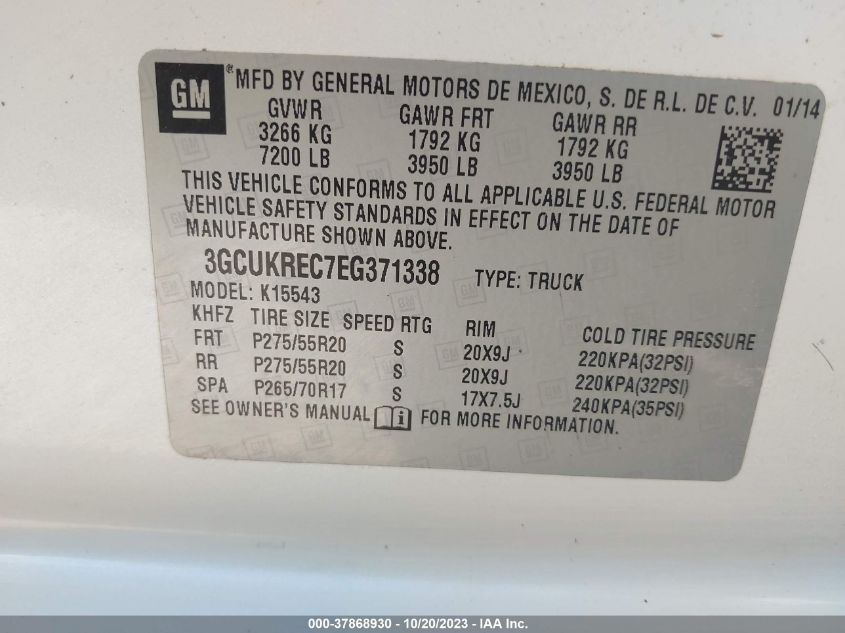 GM ® MFD BY GENERAL MOTORS DE MEXICO, S. DE R.L. DE C.V. 01/14
GVWR GAWR FRT GAWR RR
3266 KG 1792 KG 1792 KG
7200 LB 3950 LB 3950 LB
THIS VEHICLE CONFORMS TO ALL APPLICABLE U.S. FEDERAL MOTOR
VEHICLE SAFETY STANDARDS IN EFFECT ON THE DATE OF
MANUFACTURE SHOWN ABOVE.
3GCUKREC7EG371338 TYPE: TRUCK
MODEL: K15543
KHFZ TIRE SIZE SPEED RTG RIM COLD TIRE PRESSURE
FRT P275/55R20 S 20X9J 220KPA(32PSI)
RR P275/55R20 S 20X9J 220KPA(32PSI)
SPA P265/70R17 S 17X7.5J 240KPA(35PSI)
SEE OWNER'S MANUAL i FOR MORE INFORMATION.
000-37868930 - 10/20/2023 - IAA Inc.